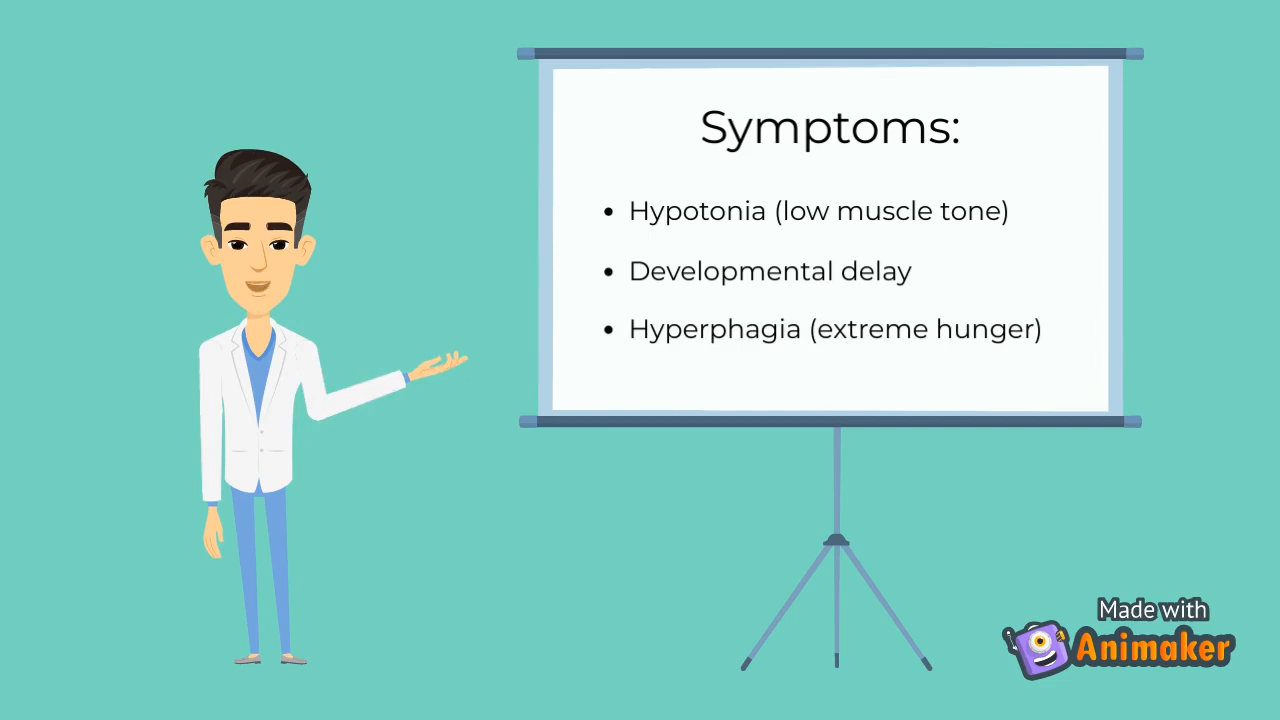 Symptoms:
• Hypotonia (low muscle tone)
• Developmental delay
• Hyperphagia (extreme hunger)
Made with
Animaker